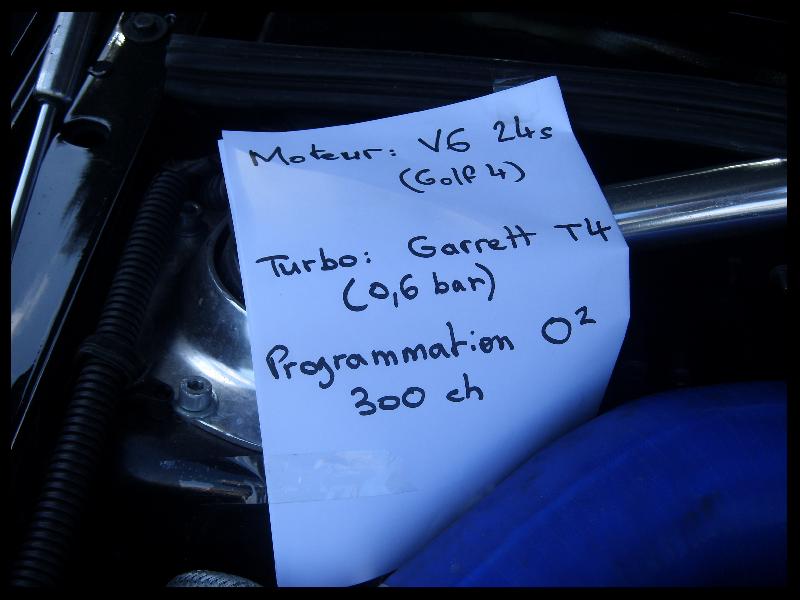 Moteur: V6 24s
(Golf 4)
Turbo: Garrett T4
(0,6 bar)
Programmation O²
300 ch